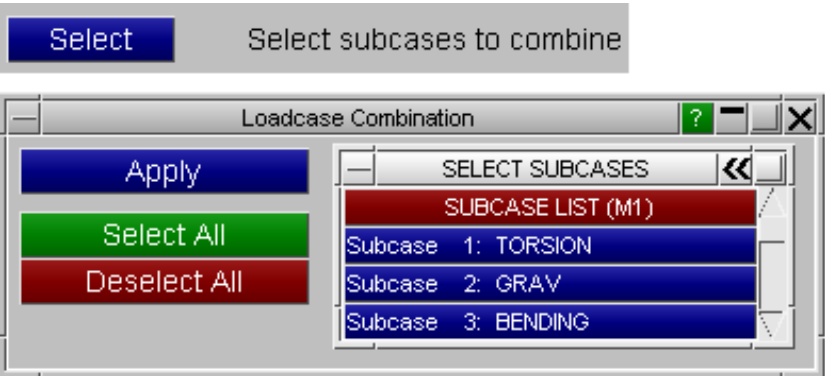 Select Select subcases to combine
Loadcase Combination ?
Apply
Select All
Deselect All
SELECT SUBCASES
SUBCASE LIST (M1)
Subcase 1: TORSION
Subcase 2: GRAV
Subcase 3: BENDING